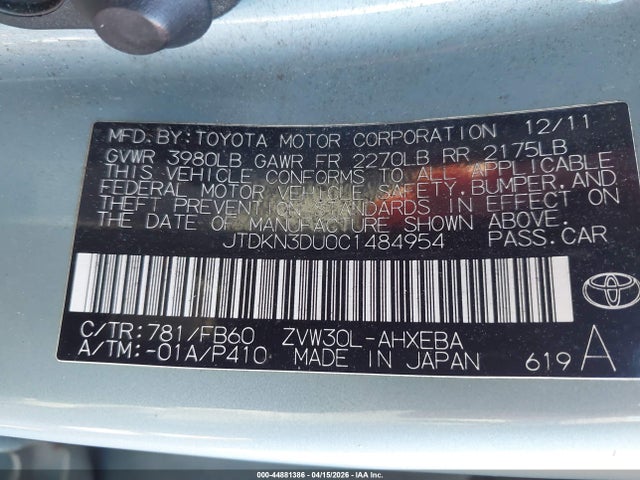 MFD.BY:TOYOTA MOTOR CORPORATION 12/11
GVWR 3980LB GAWR FR 2270LB RR 2175LB
THIS VEHICLE CONFORMS TO ALL APPLICABLE
FEDERAL MOTOR VEHICLE SAFETY,BUMPER,AND
THEFT PREVENTION STANDARDS IN EFFECT ON
THE DATE OF MANUFACTURE SHOWN ABOVE.
JTDKN3DU0C1484954 PASS.CAR
C/TR:781/FB60 ZVW30L-AHXEBA
A/TM:-01A/P410 MADE IN JAPAN 619 A
000-44881386 - 04/15/2026 - IAA Inc.